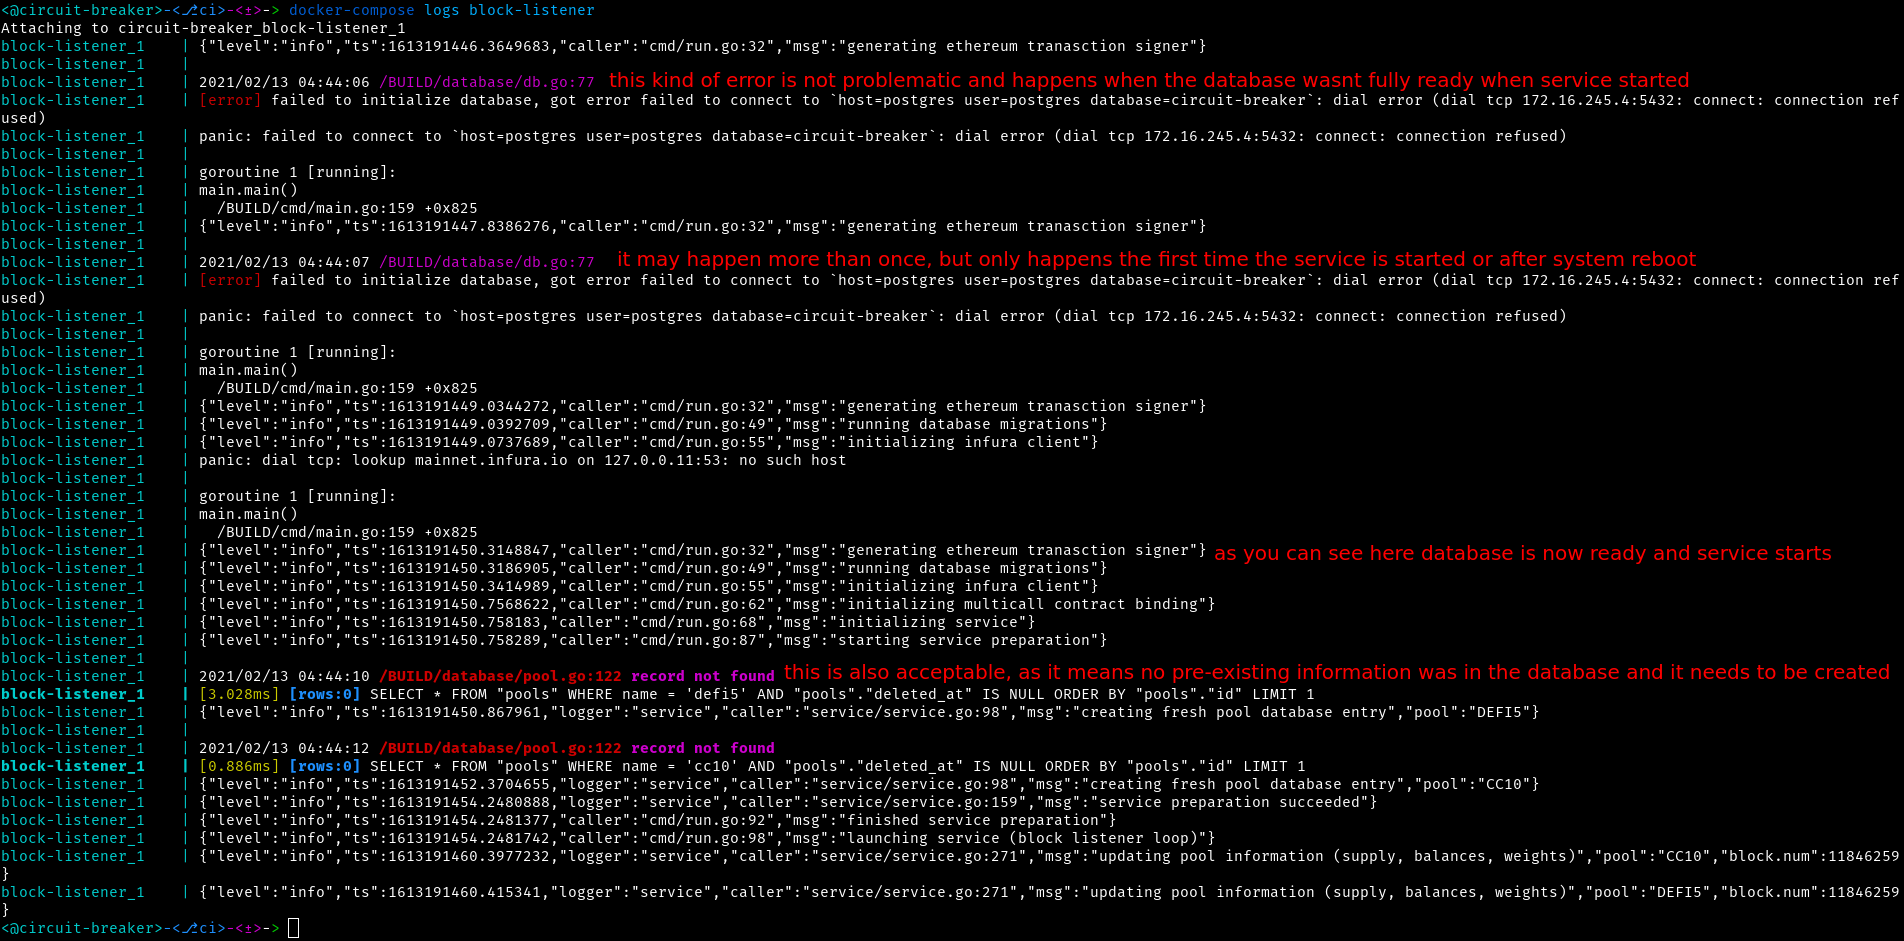 <@circuit-breaker>-<⎇ci>-<±>-> docker-compose logs block-listener
Attaching to circuit-breaker_block-listener_1
block-listener_1    | {"level":"info","ts":1613191446.3649683,"caller":"cmd/run.go:32","msg":"generating ethereum tranasction signer"}
block-listener_1    |
block-listener_1    | 2021/02/13 04:44:06 /BUILD/database/db.go:77 this kind of error is not problematic and happens when the database wasnt fully ready when service started
block-listener_1    | [error] failed to initialize database, got error failed to connect to `host=postgres user=postgres database=circuit-breaker`: dial error (dial tcp 172.16.245.4:5432: connect: connection ref
used)
block-listener_1    | panic: failed to connect to `host=postgres user=postgres database=circuit-breaker`: dial error (dial tcp 172.16.245.4:5432: connect: connection refused)
block-listener_1    |
block-listener_1    | goroutine 1 [running]:
block-listener_1    | main.main()
block-listener_1    |   /BUILD/cmd/main.go:159 +0x825
block-listener_1    | {"level":"info","ts":1613191447.8386276,"caller":"cmd/run.go:32","msg":"generating ethereum tranasction signer"}
block-listener_1    |
block-listener_1    | 2021/02/13 04:44:07 /BUILD/database/db.go:77 it may happen more than once, but only happens the first time the service is started or after system reboot
block-listener_1    | [error] failed to initialize database, got error failed to connect to `host=postgres user=postgres database=circuit-breaker`: dial error (dial tcp 172.16.245.4:5432: connect: connection ref
used)
block-listener_1    | panic: failed to connect to `host=postgres user=postgres database=circuit-breaker`: dial error (dial tcp 172.16.245.4:5432: connect: connection refused)
block-listener_1    |
block-listener_1    | goroutine 1 [running]:
block-listener_1    | main.main()
block-listener_1    |   /BUILD/cmd/main.go:159 +0x825
block-listener_1    | {"level":"info","ts":1613191449.0344272,"caller":"cmd/run.go:32","msg":"generating ethereum tranasction signer"}
block-listener_1    | {"level":"info","ts":1613191449.0392709,"caller":"cmd/run.go:49","msg":"running database migrations"}
block-listener_1    | {"level":"info","ts":1613191449.0737689,"caller":"cmd/run.go:55","msg":"initializing infura client"}
block-listener_1    | panic: dial tcp: lookup mainnet.infura.io on 127.0.0.11:53: no such host
block-listener_1    |
block-listener_1    | goroutine 1 [running]:
block-listener_1    | main.main()
block-listener_1    |   /BUILD/cmd/main.go:159 +0x825
block-listener_1    | {"level":"info","ts":1613191450.3148847,"caller":"cmd/run.go:32","msg":"generating ethereum tranasction signer"} as you can see here database is now ready and service starts
block-listener_1    | {"level":"info","ts":1613191450.3186905,"caller":"cmd/run.go:49","msg":"running database migrations"}
block-listener_1    | {"level":"info","ts":1613191450.3414989,"caller":"cmd/run.go:55","msg":"initializing infura client"}
block-listener_1    | {"level":"info","ts":1613191450.7568622,"caller":"cmd/run.go:62","msg":"initializing multicall contract binding"}
block-listener_1    | {"level":"info","ts":1613191450.758183,"caller":"cmd/run.go:68","msg":"initializing service"}
block-listener_1    | {"level":"info","ts":1613191450.758289,"caller":"cmd/run.go:87","msg":"starting service preparation"}
block-listener_1    |
block-listener_1    | 2021/02/13 04:44:10 /BUILD/database/pool.go:122 record not found this is also acceptable, as it means no pre-existing information was in the database and it needs to be created
block-listener_1    | [3.028ms] [rows:0] SELECT * FROM "pools" WHERE name = 'defi5' AND "pools"."deleted_at" IS NULL ORDER BY "pools"."id" LIMIT 1
block-listener_1    | {"level":"info","ts":1613191450.867961,"logger":"service","caller":"service/service.go:98","msg":"creating fresh pool database entry","pool":"DEFI5"}
block-listener_1    |
block-listener_1    | 2021/02/13 04:44:12 /BUILD/database/pool.go:122 record not found
block-listener_1    | [0.886ms] [rows:0] SELECT * FROM "pools" WHERE name = 'cc10' AND "pools"."deleted_at" IS NULL ORDER BY "pools"."id" LIMIT 1
block-listener_1    | {"level":"info","ts":1613191452.3704655,"logger":"service","caller":"service/service.go:98","msg":"creating fresh pool database entry","pool":"CC10"}
block-listener_1    | {"level":"info","ts":1613191454.2480888,"logger":"service","caller":"service/service.go:159","msg":"service preparation succeeded"}
block-listener_1    | {"level":"info","ts":1613191454.2481377,"caller":"cmd/run.go:92","msg":"finished service preparation"}
block-listener_1    | {"level":"info","ts":1613191454.2481742,"caller":"cmd/run.go:98","msg":"launching service (block listener loop)"}
block-listener_1    | {"level":"info","ts":1613191460.3977232,"logger":"service","caller":"service/service.go:271","msg":"updating pool information (supply, balances, weights)","pool":"CC10","block.num":11846259
}
block-listener_1    | {"level":"info","ts":1613191460.415341,"logger":"service","caller":"service/service.go:271","msg":"updating pool information (supply, balances, weights)","pool":"DEFI5","block.num":11846259
}
<@circuit-breaker>-<⎇ci>-<±>->